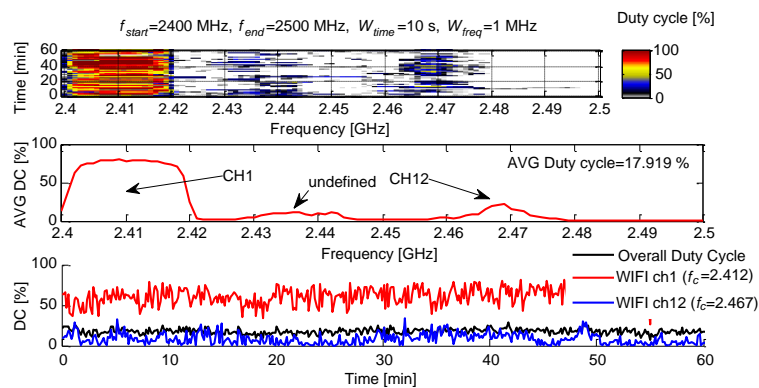 f_start=2400 MHz, f_end=2500 MHz, W_time=10 s, W_freq=1 MHz
Duty cycle [%]
Time [min]
60
40
20
0
2.4 2.41 2.42 2.43 2.44 2.45 2.46 2.47 2.48 2.49 2.5
Frequency [GHz]
100
50
0
AVG DC [%]
100
50
0
CH1
undefined
CH12
AVG Duty cycle=17.919 %
2.4 2.41 2.42 2.43 2.44 2.45 2.46 2.47 2.48 2.49 2.5
Frequency [GHz]
DC [%]
100
50
0
Overall Duty Cycle
WIFI ch1 (f_c=2.412)
WIFI ch12 (f_c=2.467)
0 10 20 30 40 50 60
Time [min]